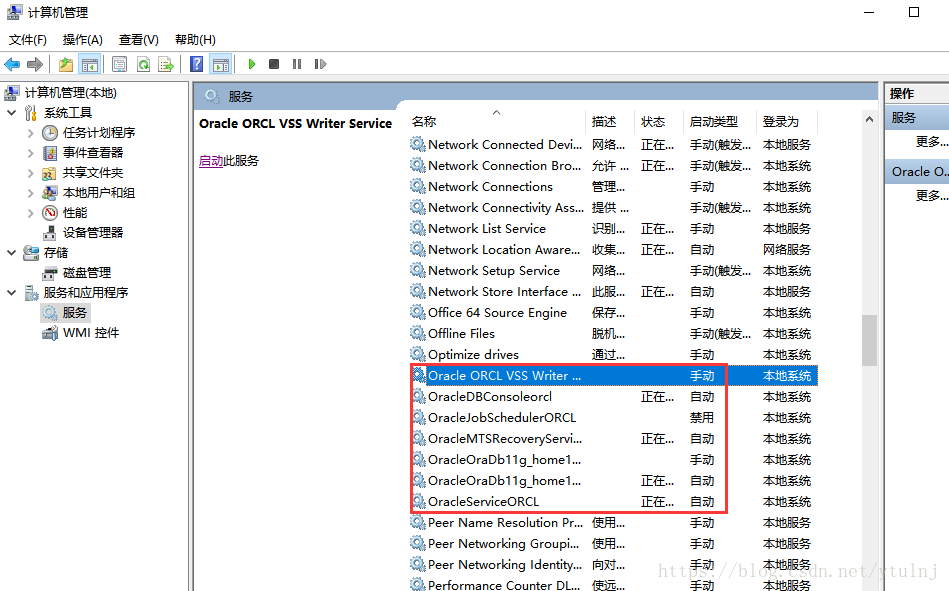 计算机管理
文件(F) 操作(A) 查看(V) 帮助(H)
计算机管理(本地)
系统工具
任务计划程序
事件查看器
共享文件夹
本地用户和组
性能
设备管理器
存储
磁盘管理
服务和应用程序
服务
WMI 控件
服务
Oracle ORCL VSS Writer Service
启动此服务
名称 描述 状态 启动类型 登录为
Network Connected Devi... 网络... 正在... 手动(触发... 本地服务
Network Connection Bro... 允许 ... 正在... 手动(触发... 本地系统
Network Connections 管理... 手动 本地系统
Network Connectivity Ass... 提供 ... 手动(触发... 本地系统
Network List Service 识别... 正在... 手动 本地服务
Network Location Aware... 收集... 正在... 自动 网络服务
Network Setup Service 网络... 手动(触发... 本地系统
Network Store Interface ... 此服... 正在... 自动 本地服务
Office 64 Source Engine 保存... 手动 本地系统
Offline Files 脱机... 手动(触发... 本地系统
Optimize drives 通过... 手动 本地系统
Oracle ORCL VSS Writer ... 手动 本地系统
OracleDBConsoleorcl 正在... 自动 本地系统
OracleJobSchedulerORCL 禁用 本地系统
OracleMTSRecoveryServi... 正在... 自动 本地系统
OracleOraDb11g_home1... 手动 本地系统
OracleOraDb11g_home1... 正在... 自动 本地系统
OracleServiceORCL 正在... 自动 本地系统
Peer Name Resolution Pr... 使用... 手动 本地服务
Peer Networking Groupi... 使用... 手动 本地服务
Peer Networking Identity... 向对... 手动 本地服务
Performance Counter DL... 使远... 手动 本地服务
操作
服务
更多...
Oracle O...
更多...
https://blog.csdn.net/ytulnj